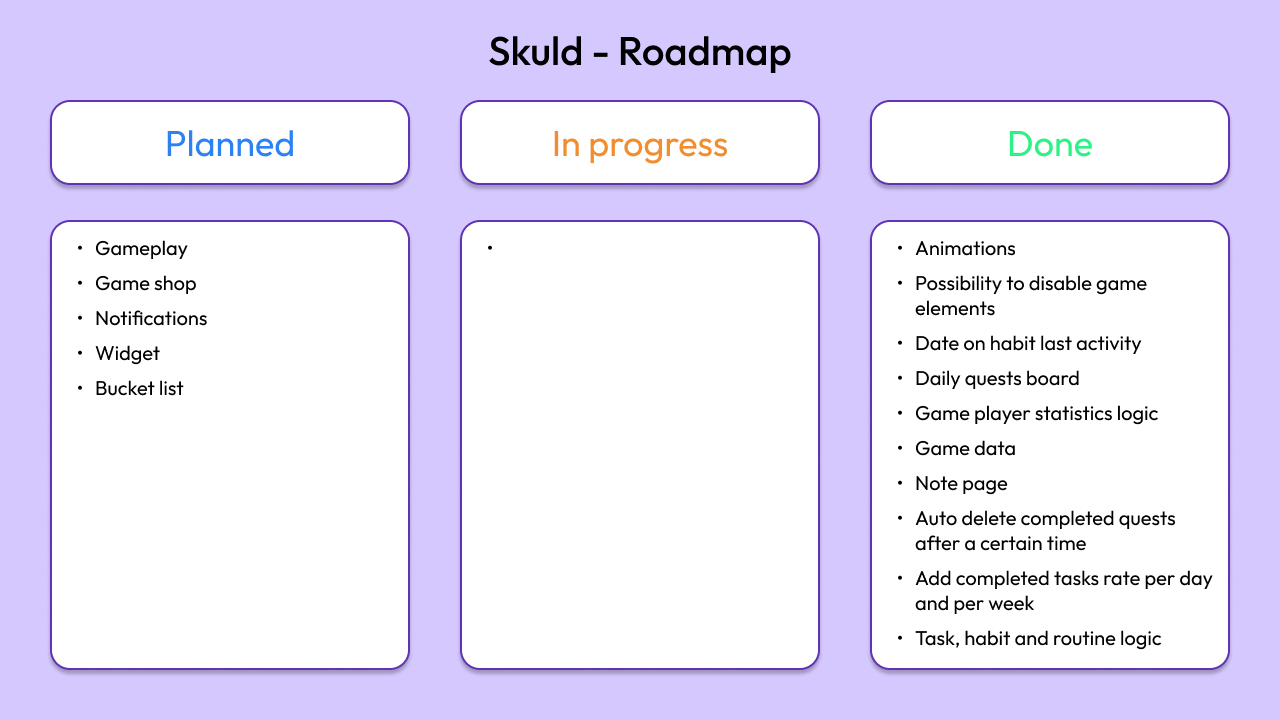 Skuld - Roadmap
Planned
In progress
Done
• Gameplay
• Game shop
• Notifications
• Widget
• Bucket list
•
• Animations
• Possibility to disable game
elements
• Date on habit last activity
• Daily quests board
• Game player statistics logic
• Game data
• Note page
• Auto delete completed quests
after a certain time
• Add completed tasks rate per day
and per week
• Task, habit and routine logic